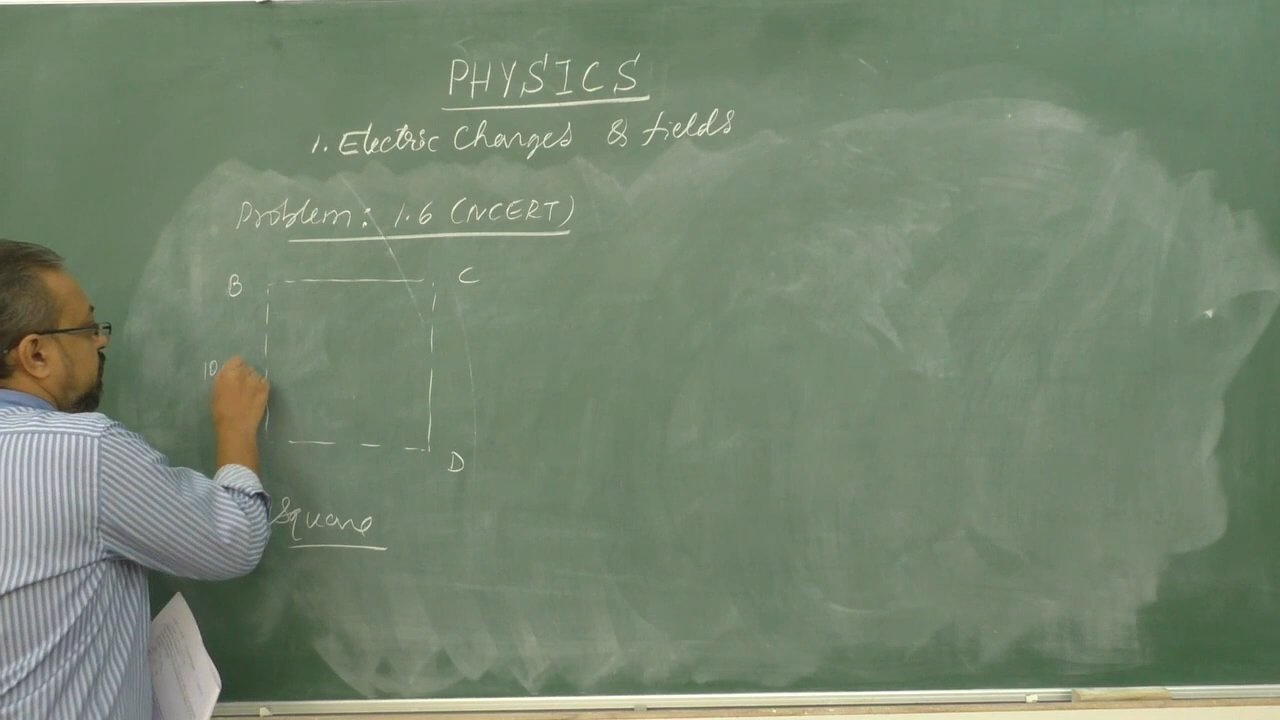 PHYSICS
1. Electric Charges & fields
Problem: 1.6 (NCERT)
B
C
10
D
Square